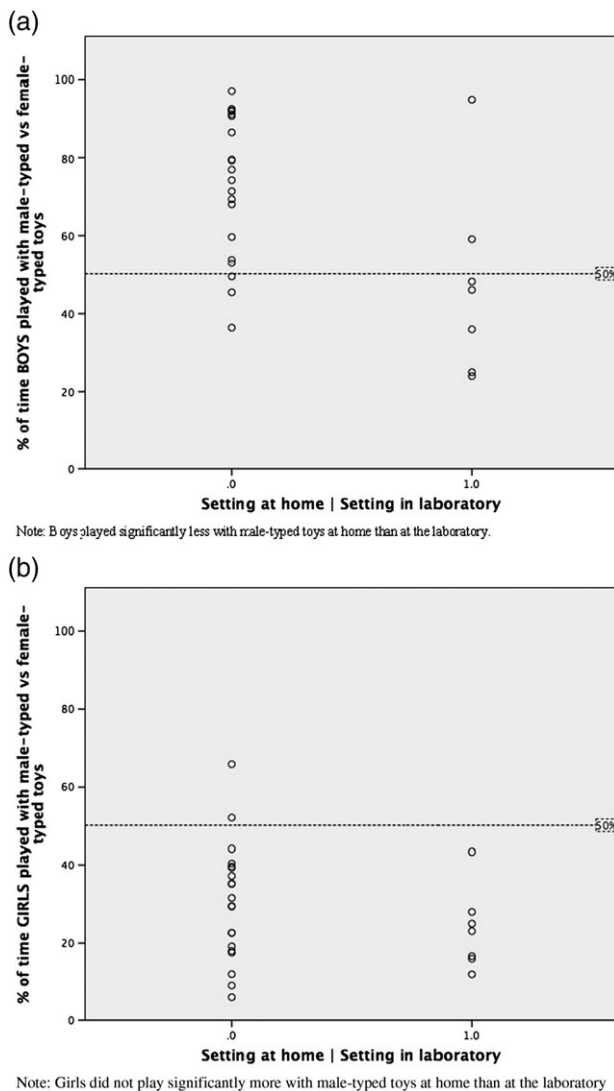 (a)
100
80
60
40
20
0
% of time BOYS played with male-typed vs female-
typed toys
50%
.0
1.0
Setting at home | Setting in laboratory
Note: Boys played significantly less with male-typed toys at home than at the laboratory.
(b)
100
80
60
40
20
0
% of time GIRLS played with male-typed vs female-
typed toys
50%
.0
1.0
Setting at home | Setting in laboratory
Note: Girls did not play significantly more with male-typed toys at home than at the laboratory